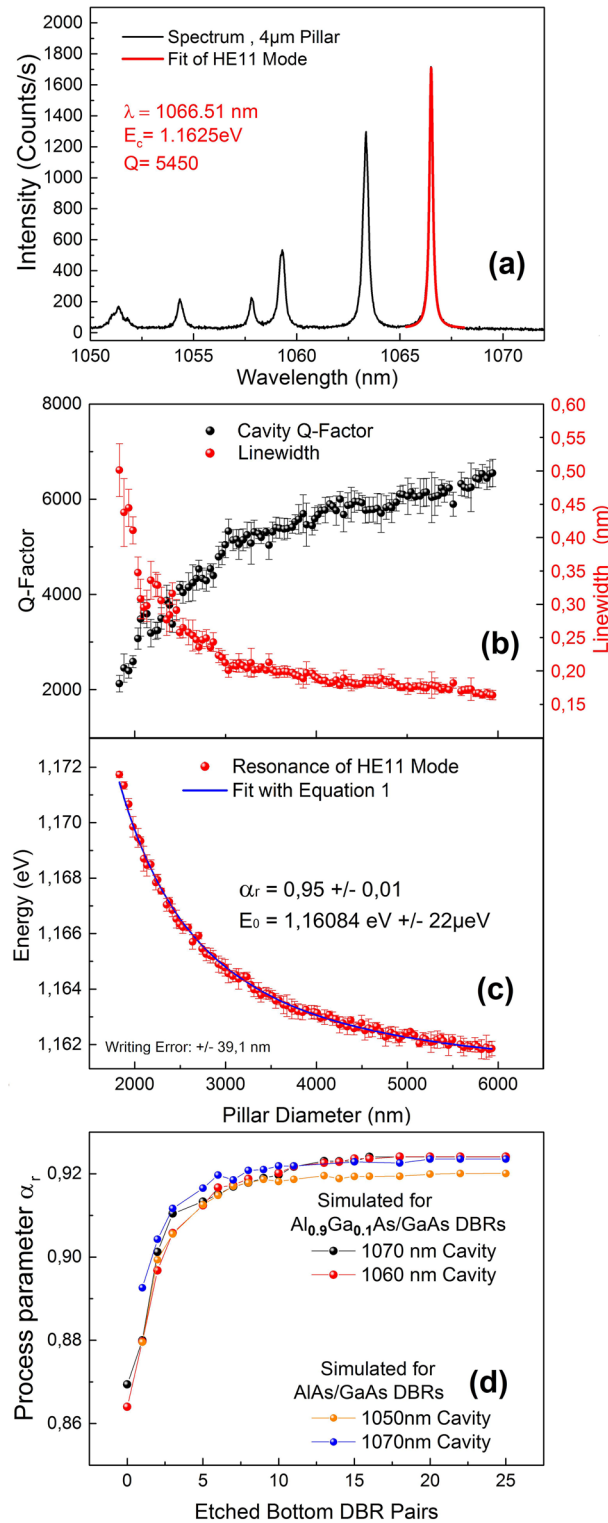 2000
1800
1600
1400
1200
1000
800
600
400
200
0
Intensity (Counts/s)
Spectrum , 4µm Pillar
Fit of HE11 Mode
λ = 1066.51 nm
Ec= 1.1625eV
Q= 5450
(a)
1050 1055 1060 1065 1070
Wavelength (nm)
8000
6000
4000
2000
Q-Factor
Cavity Q-Factor
Linewidth
(b)
0,60
0,55
0,50
0,45
0,40
0,35
0,30
0,25
0,20
0,15
Linewidth (nm)
1,172
1,170
1,168
1,166
1,164
1,162
Energy (eV)
Resonance of HE11 Mode
Fit with Equation 1
αr = 0,95 +/- 0,01
E0 = 1,16084 eV +/- 22µeV
(c)
Writing Error: +/- 39,1 nm
2000 3000 4000 5000 6000
Pillar Diameter (nm)
0,92
0,90
0,88
0,86
Process parameter αr
Simulated for
Al0.9Ga0.1As/GaAs DBRs
1070 nm Cavity
1060 nm Cavity
Simulated for
AlAs/GaAs DBRs
1050nm Cavity
1070nm Cavity
(d)
0 5 10 15 20 25
Etched Bottom DBR Pairs